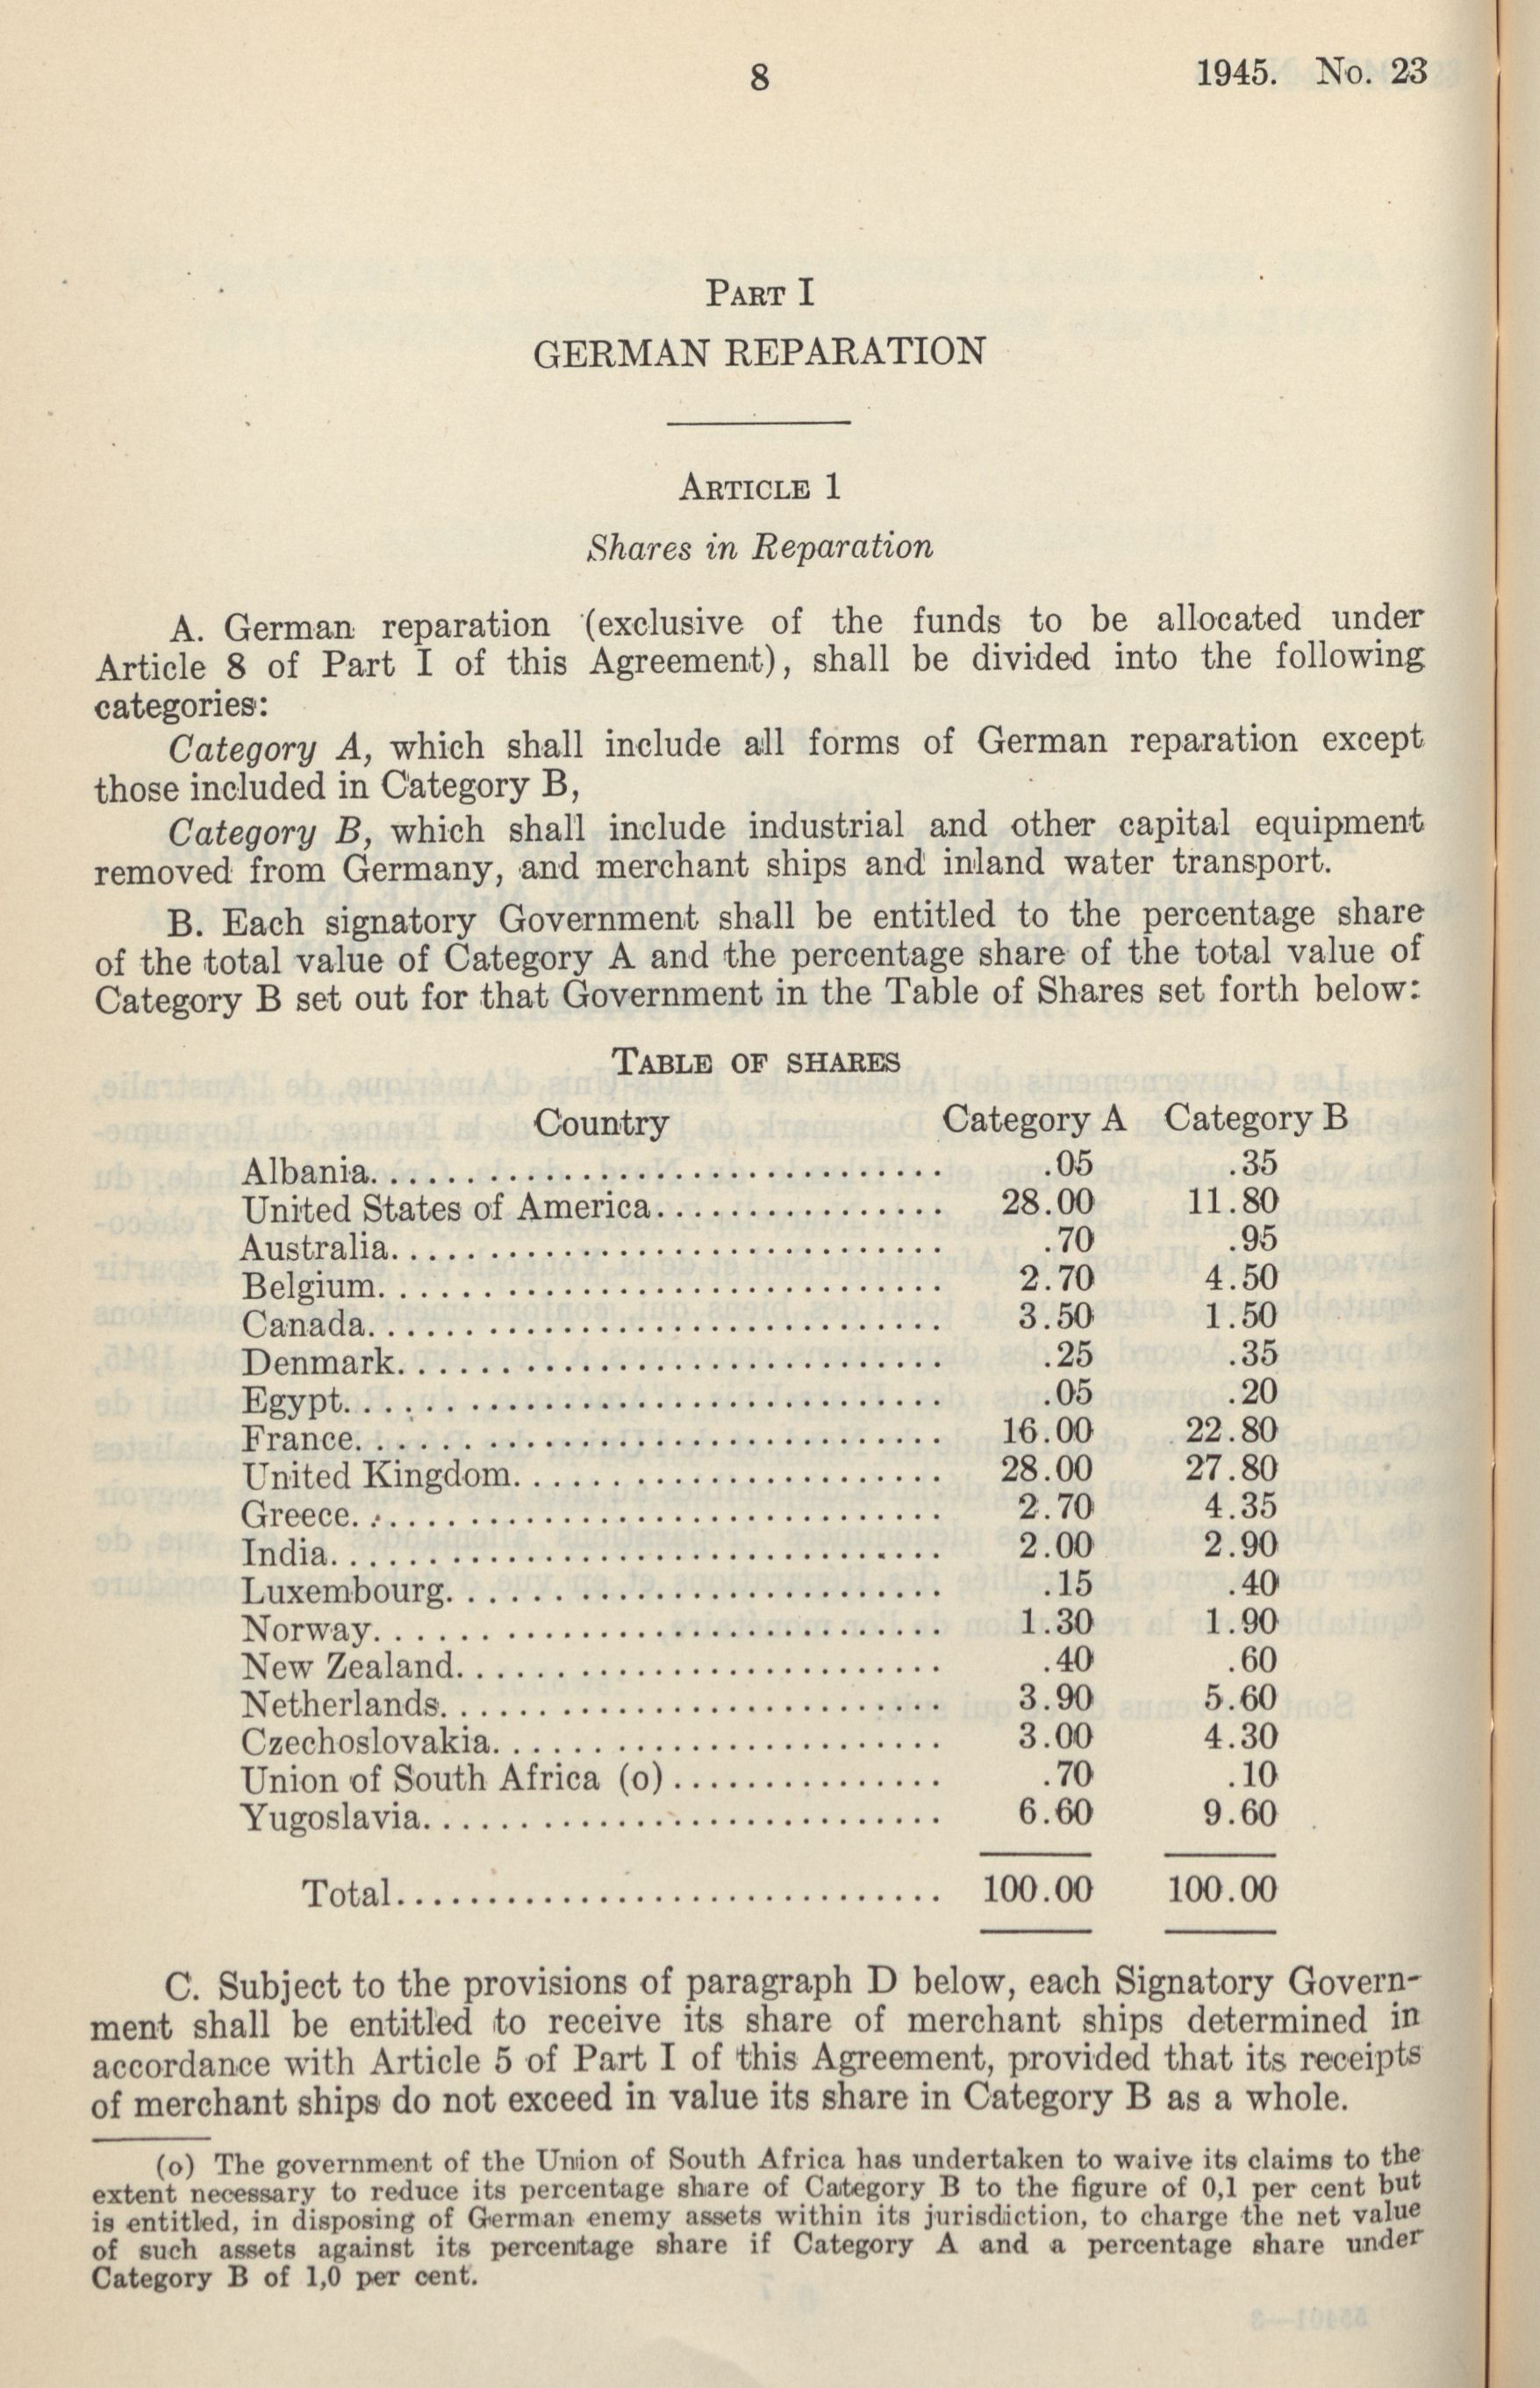 8
1945. No. 23
PART I
GERMAN REPARATION
ARTICLE 1
Shares in Reparation
A. German reparation (exclusive of the funds to be allocated under
Article 8 of Part I of this Agreement), shall be divided into the following
categories:
Category A, which shall include all forms of German reparation except
those included in Category B,
Category B, which shall include industrial and other capital equipment
removed from Germany, and merchant ships and inland water transport.
B. Each signatory Government shall be entitled to the percentage share
of the total value of Category A and the percentage share of the total value of
Category B set out for that Government in the Table of Shares set forth below:
TABLE OF SHARES
Country Category A Category B
Albania................................ .05 .35
United States of America................ 28.00 11.80
Australia............................... .70 .95
Belgium................................ 2.70 4.50
Canada................................ 3.50 1.50
Denmark............................... .25 .35
Egypt................................. .05 .20
France................................. 16.00 22.80
United Kingdom........................ 28.00 27.80
Greece................................. 2.70 4.35
India.................................. 2.00 2.90
Luxembourg............................ .15 .40
Norway................................ 1.30 1.90
New Zealand........................... .40 .60
Netherlands............................ 3.90 5.60
Czechoslovakia......................... 3.00 4.30
Union of South Africa (o)............... .70 .10
Yugoslavia............................. 6.60 9.60
Total............................... 100.00 100.00
C. Subject to the provisions of paragraph D below, each Signatory Govern-
ment shall be entitled to receive its share of merchant ships determined in
accordance with Article 5 of Part I of this Agreement, provided that its receipts
of merchant ships do not exceed in value its share in Category B as a whole.
(o) The government of the Union of South Africa has undertaken to waive its claims to the
extent necessary to reduce its percentage share of Category B to the figure of 0,1 per cent but
is entitled, in disposing of German enemy assets within its jurisdiction, to charge the net value
of such assets against its percentage share if Category A and a percentage share under
Category B of 1,0 per cent.